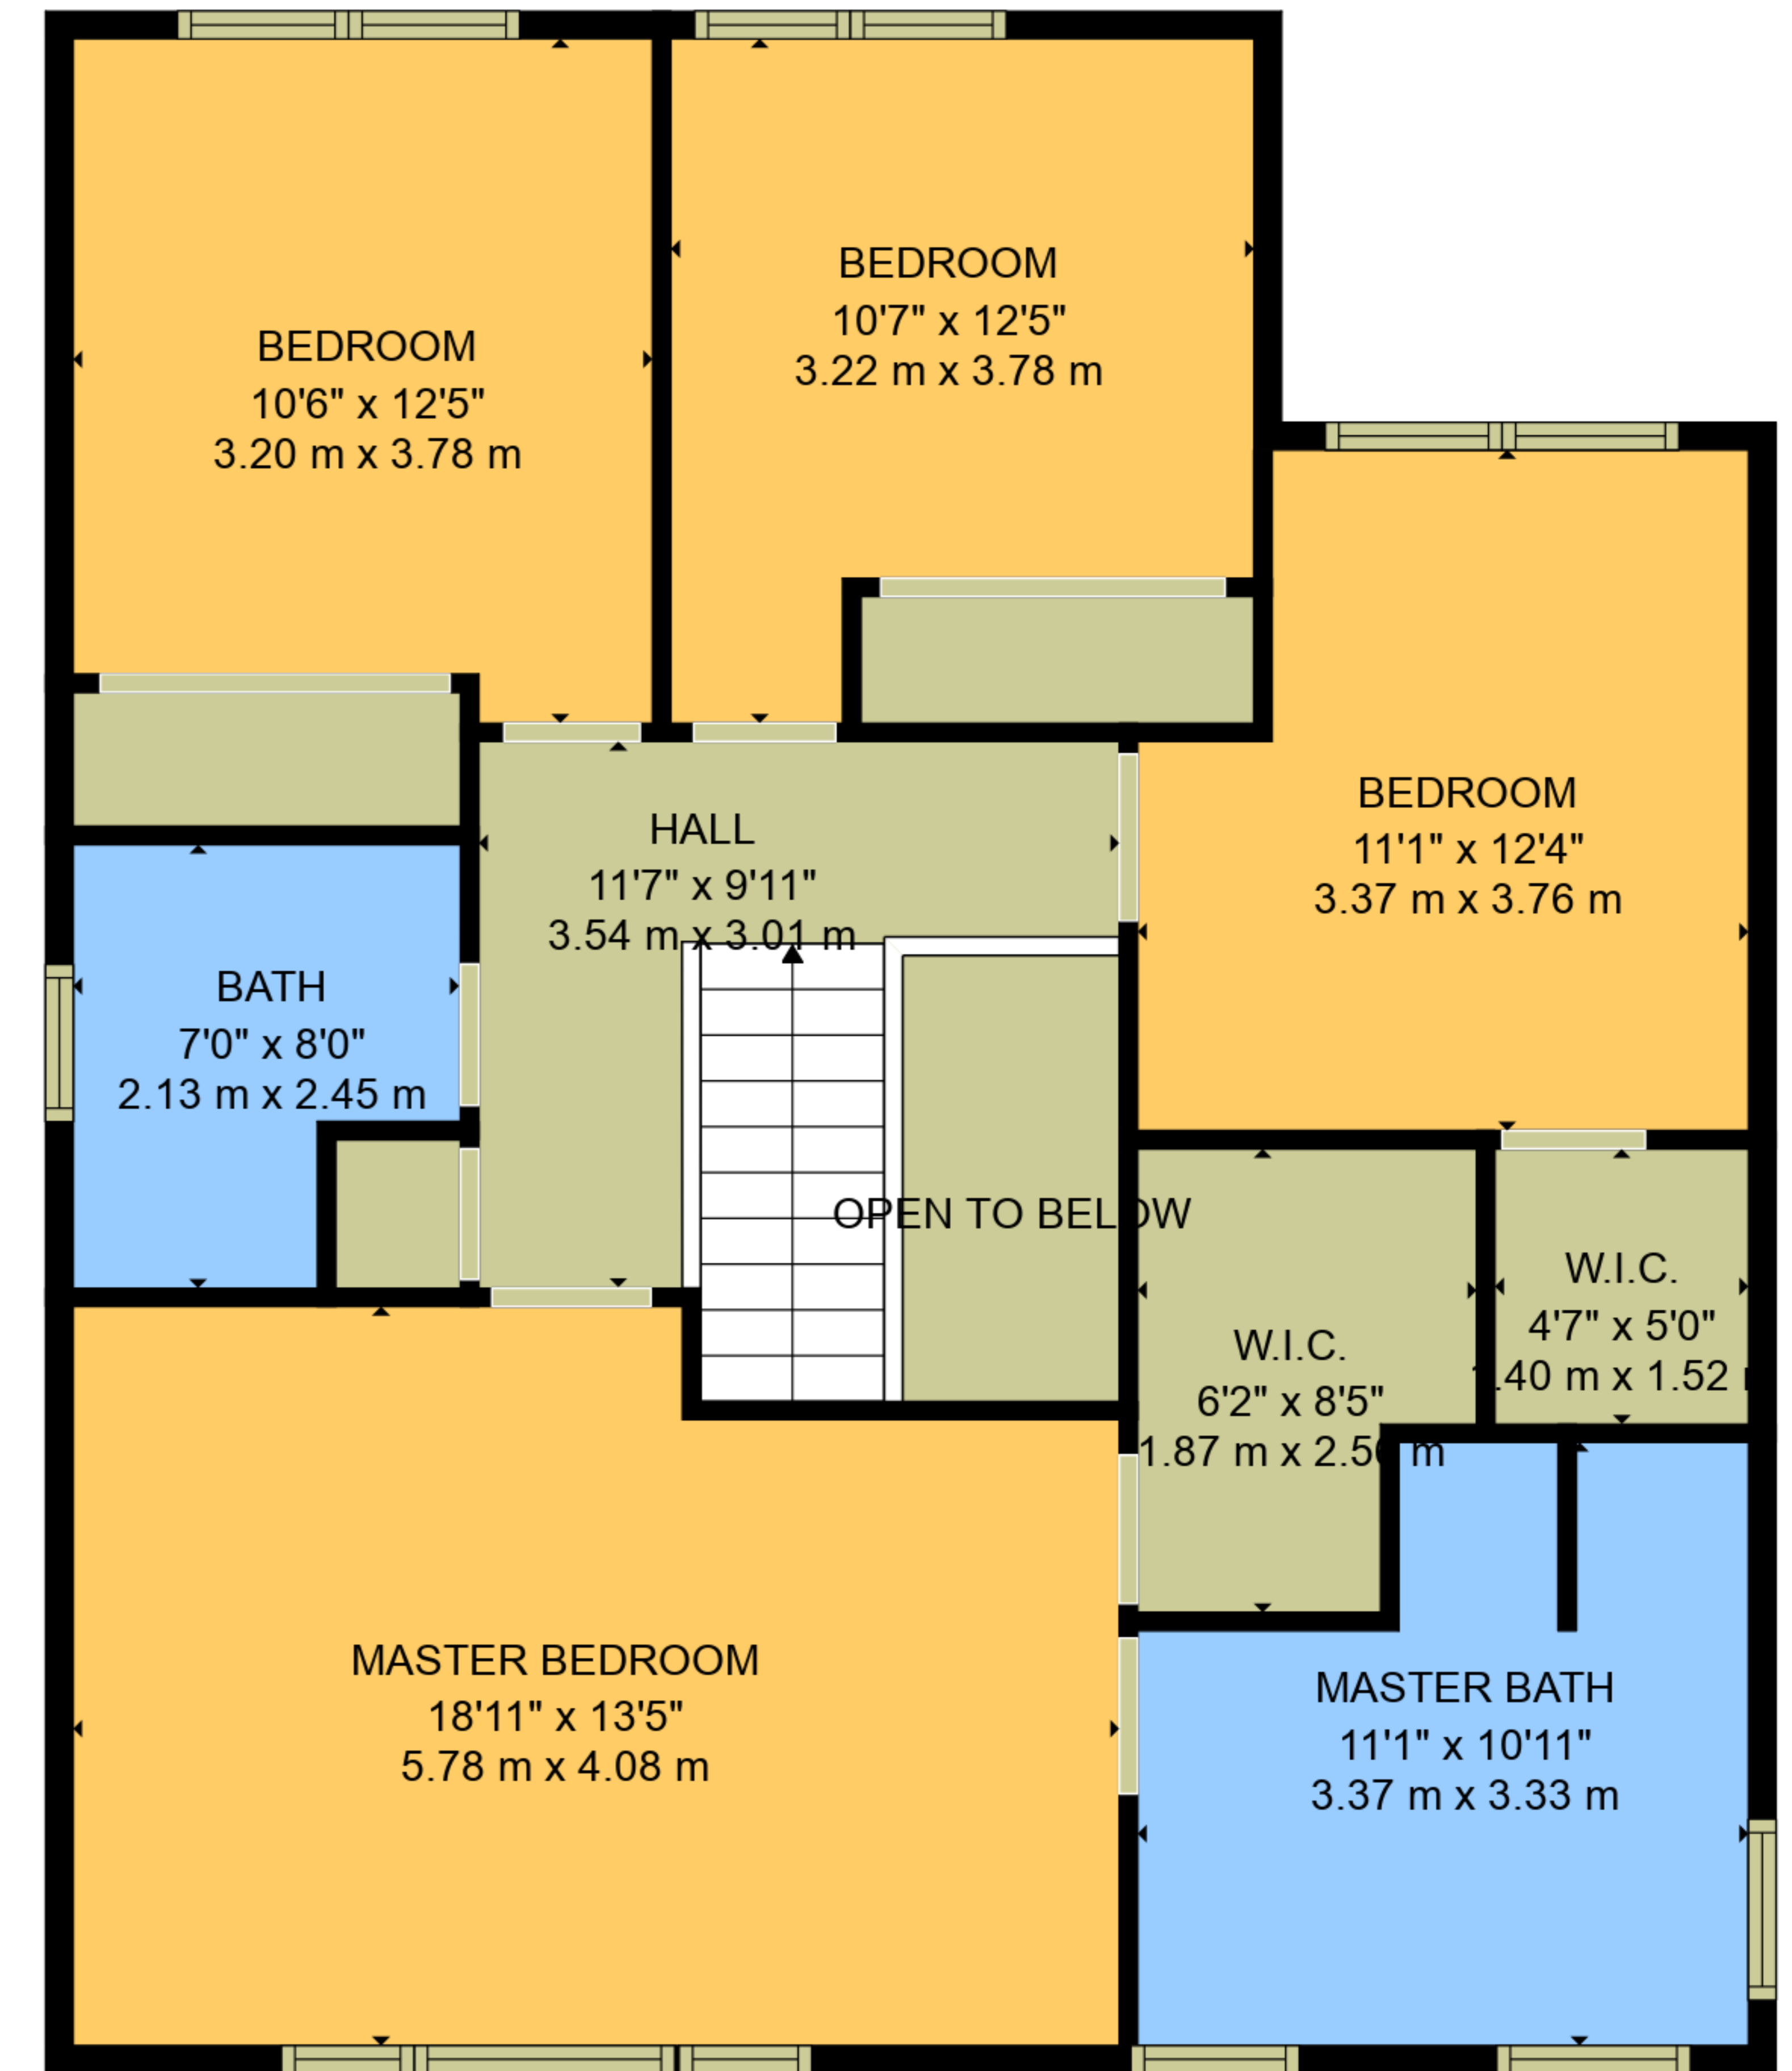 BEDROOM
10'6" x 12'5"
3.20 m x 3.78 m
BEDROOM
10'7" x 12'5"
3.22 m x 3.78 m
BEDROOM
11'1" x 12'4"
3.37 m x 3.76 m
HALL
11'7" x 9'11"
3.54 m x 3.01 m
BATH
7'0" x 8'0"
2.13 m x 2.45 m
OPEN TO BELOW
W.I.C.
4'7" x 5'0"
.40 m x 1.52
W.I.C.
6'2" x 8'5"
1.87 m x 2.56 m
MASTER BEDROOM
18'11" x 13'5"
5.78 m x 4.08 m
MASTER BATH
11'1" x 10'11"
3.37 m x 3.33 m